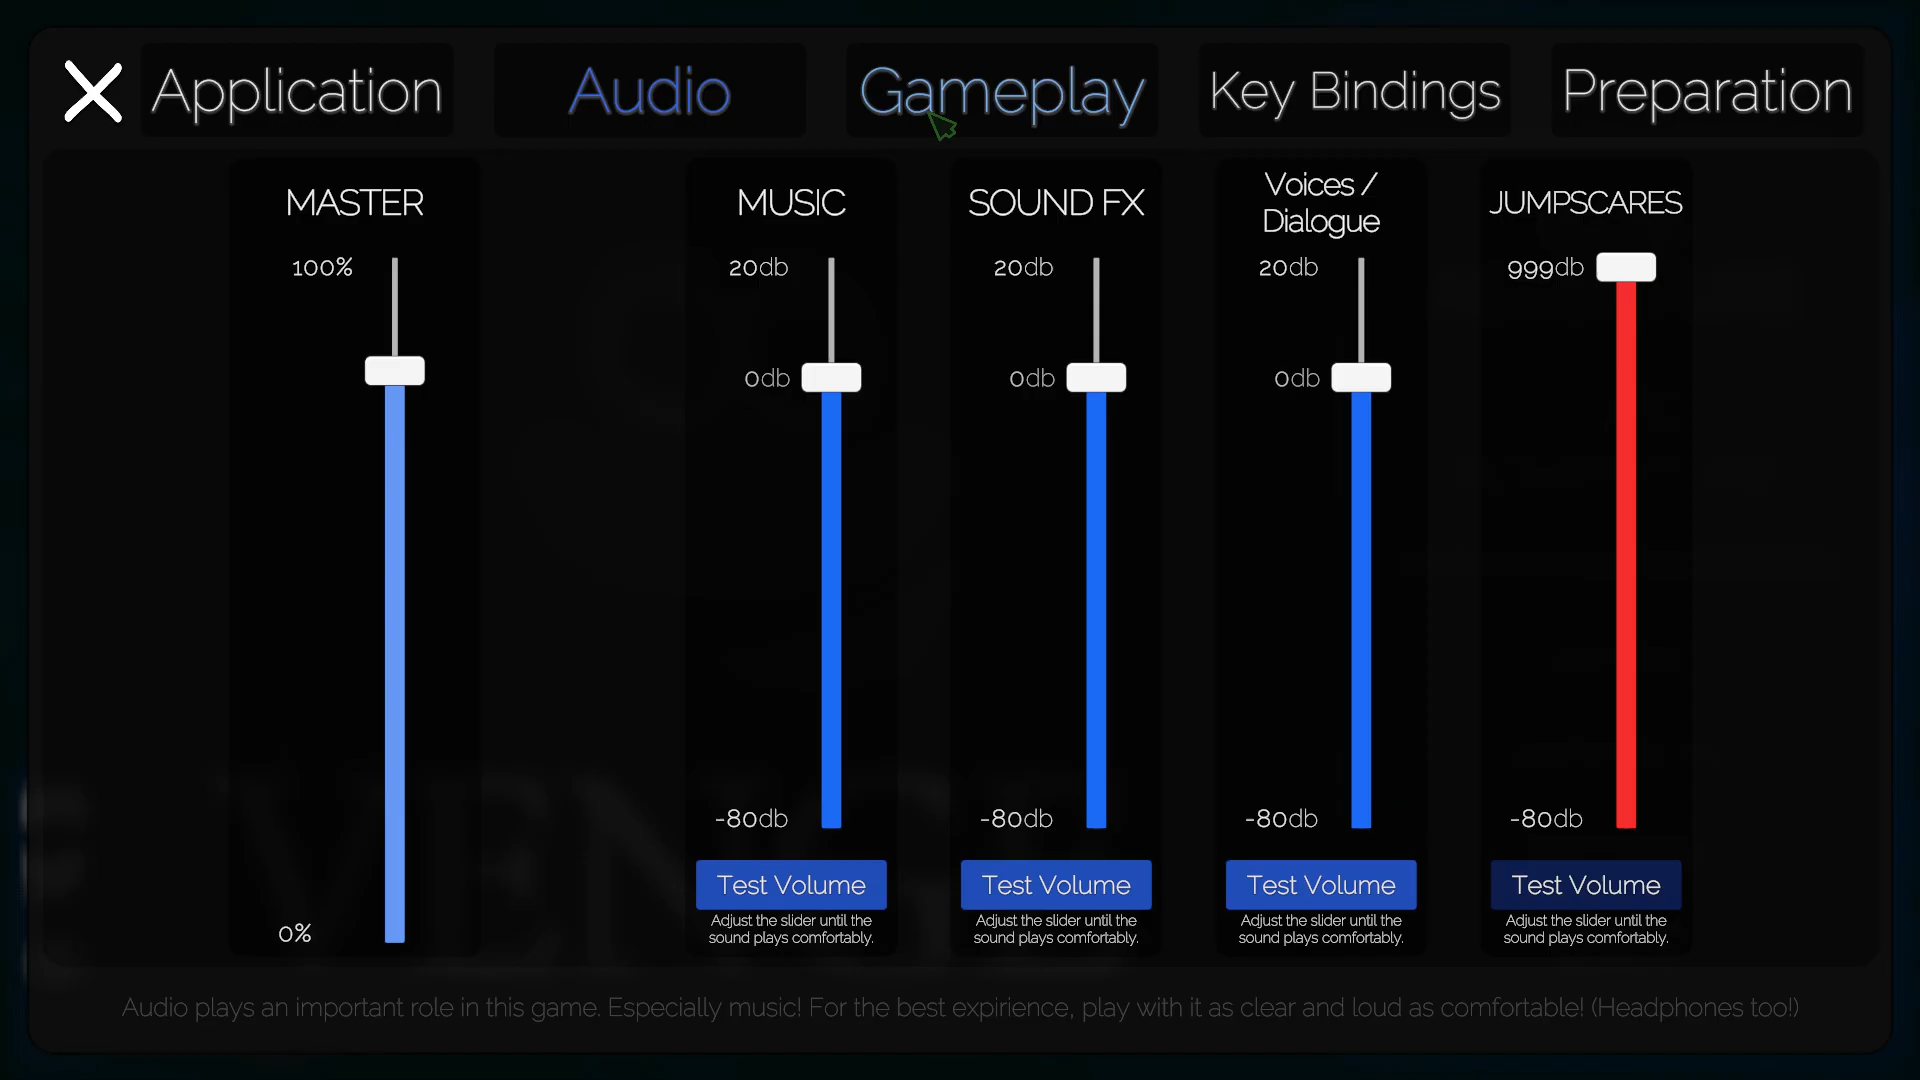 Application
Audio
Gameplay
Key Bindings
Preparation
MASTER
100%
0%
MUSIC
20db
0db
-80db
Test Volume
Adjust the slider until the
sound plays comfortably.
SOUND FX
20db
0db
-80db
Test Volume
Adjust the slider until the
sound plays comfortably.
Voices /
Dialogue
20db
0db
-80db
Test Volume
Adjust the slider until the
sound plays comfortably.
JUMPSCARES
999db
-80db
Test Volume
Adjust the slider until the
sound plays comfortably.
Audio plays an important role in this game. Especially music! For the best expirience, play with it as clear and loud as comfortable! (Headphones too!)